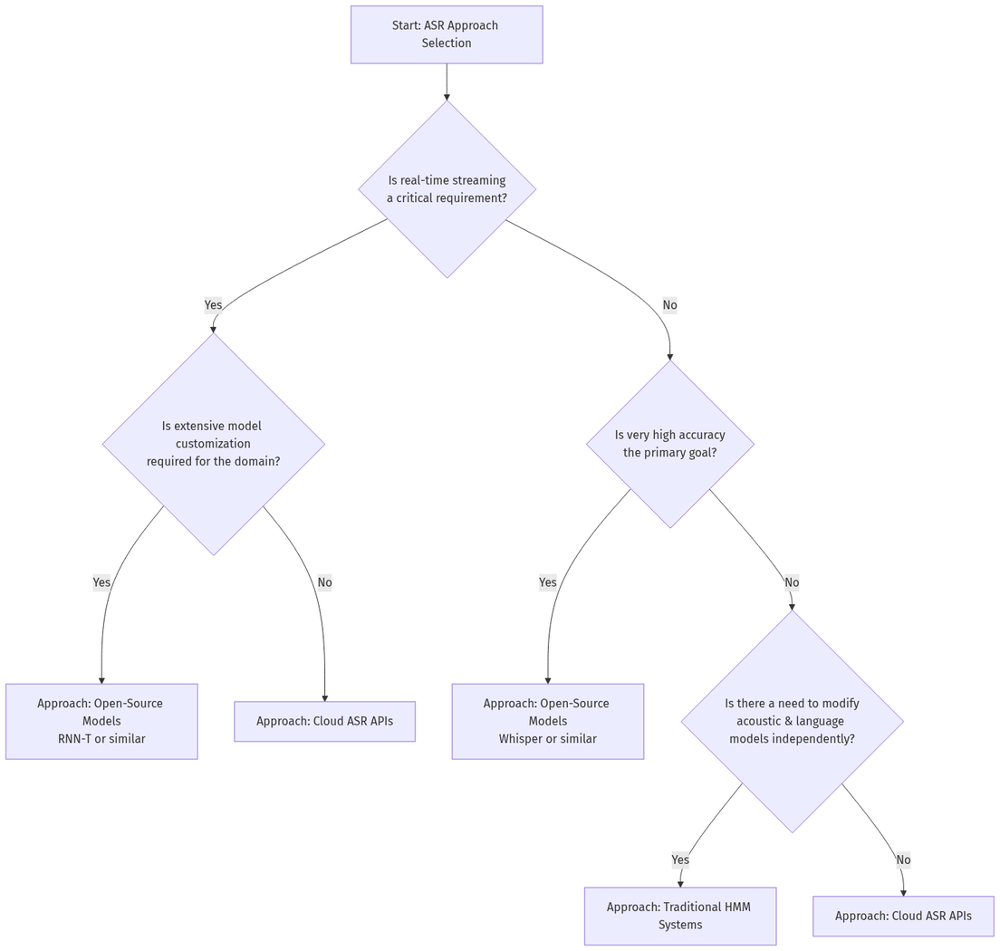 Start: ASR Approach
Selection
Is real-time streaming
a critical requirement?
Yes
No
Is extensive model
customization
required for the domain?
Is very high accuracy
the primary goal?
Yes
No
Yes
No
Approach: Open-Source
Models
RNN-T or similar
Approach: Cloud ASR APIs
Approach: Open-Source
Models
Whisper or similar
Is there a need to modify
acoustic & language
models independently?
Yes
No
Approach: Traditional HMM
Systems
Approach: Cloud ASR APIs